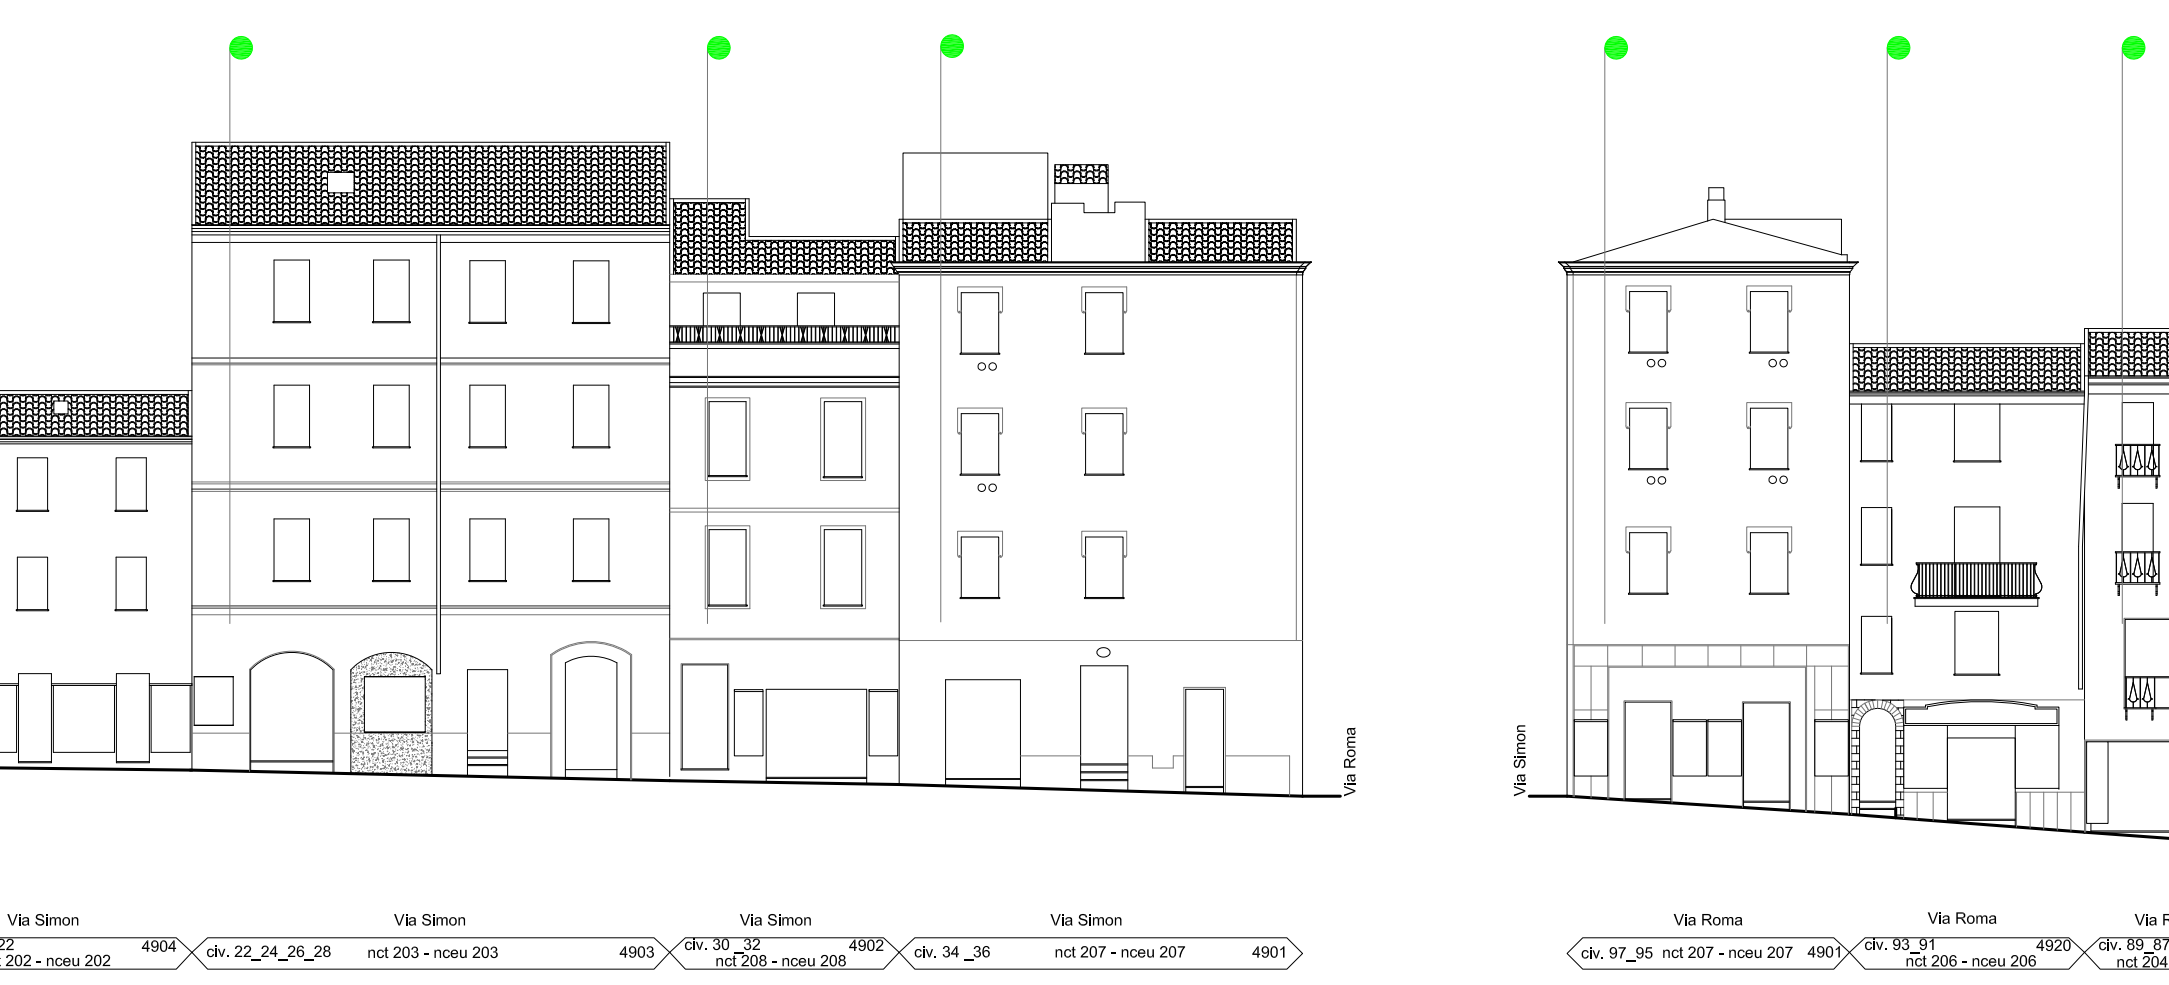 Via Roma
Via Simon
Via Simon
22
4904
202 - nceu 202
Via Simon
civ. 22_24_26_28 nct 203 - nceu 203 4903
Via Simon
civ. 30 _32 4902
nct 208 - nceu 208
Via Simon
civ. 34 _36 nct 207 - nceu 207 4901
Via Roma
civ. 97_95 nct 207 - nceu 207 4901
Via Roma
civ. 93_91 4920
nct 206 - nceu 206
Via R
civ. 89_87
nct 204